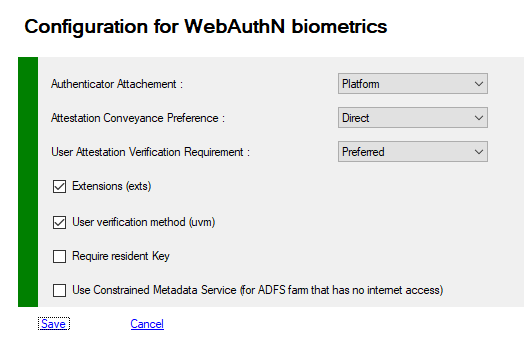 Configuration for WebAuthN biometrics
Authenticator Attachement : Platform
Attestation Conveyance Preference : Direct
User Attestation Verification Requirement : Preferred
Extensions (exts)
User verification method (uvm)
Require resident Key
Use Constrained Metadata Service (for ADFS farm that has no internet access)
Save Cancel